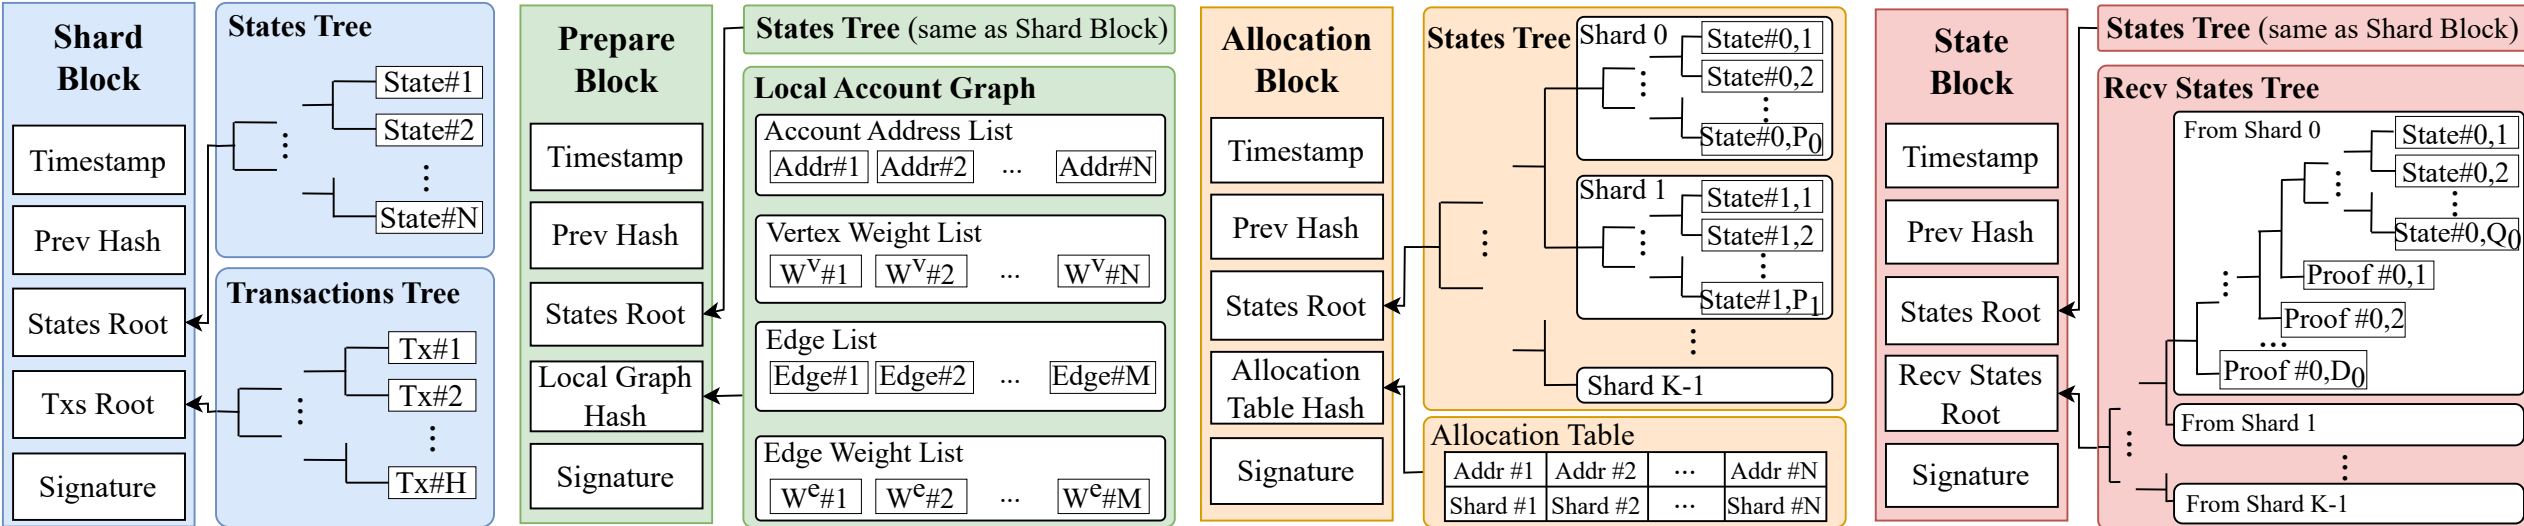 Shard
Block
Timestamp
Prev Hash
States Root
Txs Root
Signature
States Tree
State#1
State#2
⋮
State#N
Transactions Tree
Tx#1
Tx#2
⋮
Tx#H
Prepare
Block
Timestamp
Prev Hash
States Root
Local Graph
Hash
Signature
States Tree (same as Shard Block)
Local Account Graph
Account Address List
Addr#1 Addr#2 ... Addr#N
Vertex Weight List
W^v#1 W^v#2 ... W^v#N
Edge List
Edge#1 Edge#2 ... Edge#M
Edge Weight List
W^e#1 W^e#2 ... W^e#M
Allocation
Block
Timestamp
Prev Hash
States Root
Allocation
Table Hash
Signature
States Tree
Shard 0
State#0,1
State#0,2
⋮
State#0,P_0
Shard 1
State#1,1
State#1,2
⋮
State#1,P_1
⋮
Shard K-1
Allocation Table
Addr #1 Addr #2 ... Addr #N
Shard #1 Shard #2 ... Shard #N
State
Block
Timestamp
Prev Hash
States Root
Recv States
Root
Signature
States Tree (same as Shard Block)
Recv States Tree
From Shard 0
State#0,1
State#0,2
⋮
State#0,Q_0
Proof #0,1
Proof #0,2
...
Proof #0,D_0
From Shard 1
⋮
From Shard K-1